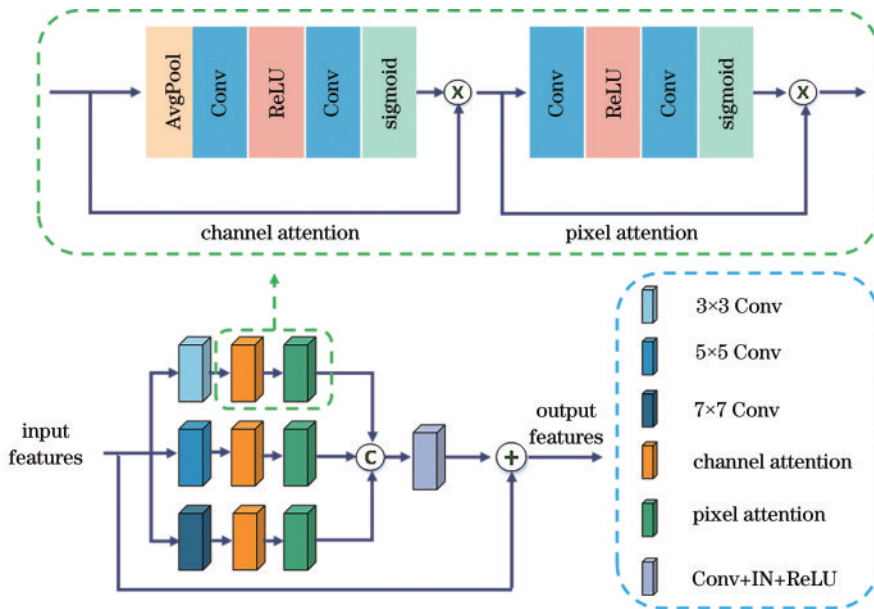 AvgPool
Conv
ReLU
Conv
sigmoid
X
Conv
ReLU
Conv
sigmoid
X
channel attention
pixel attention
input
features
C
+
output
features
3×3 Conv
5×5 Conv
7×7 Conv
channel attention
pixel attention
Conv+IN+ReLU